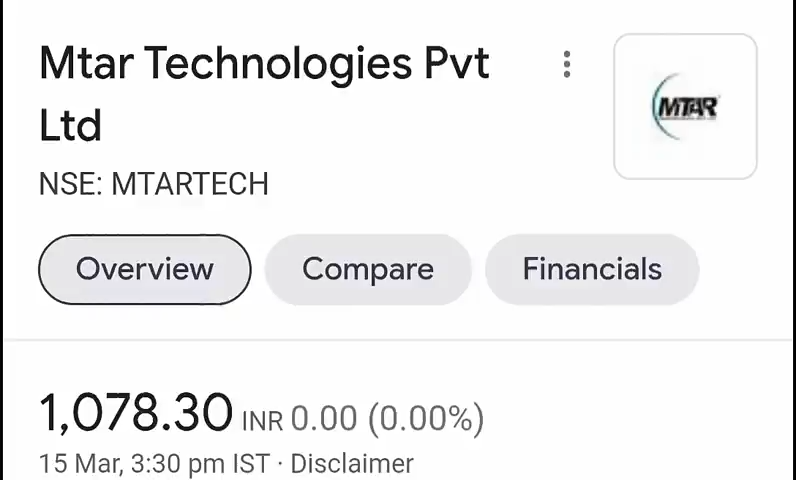 Mtar Technologies Pvt
Ltd
MTAR
NSE: MTARTECH
Overview
Compare
Financials
1,078.30 INR 0.00 (0.00%)
15 Mar, 3:30 pm IST · Disclaimer